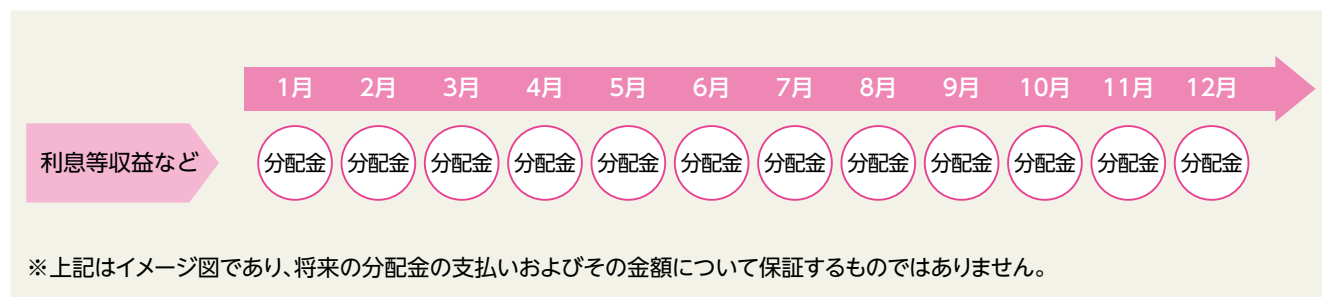 1月 2月 3月 4月 5月 6月 7月 8月 9月 10月 11月 12月
利息等収益など 分配金 分配金 分配金 分配金 分配金 分配金 分配金 分配金 分配金 分配金 分配金 分配金
※上記はイメージ図であり、将来の分配金の支払いおよびその金額について保証するものではありません。